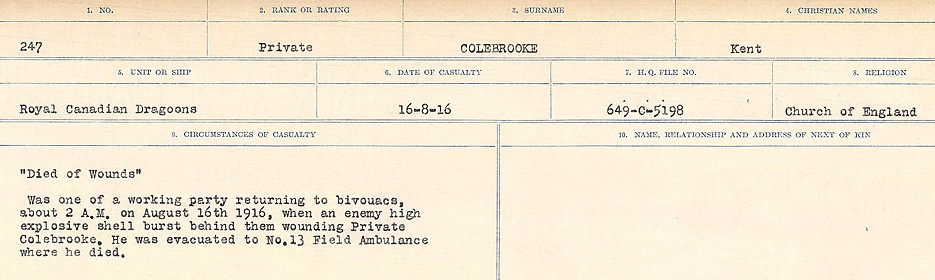 1. NO. 2. RANK OR RATING 3. SURNAME 4. CHRISTIAN NAMES
247 Private COLEBROOKE Kent
5. UNIT OR SHIP 6. DATE OF CASUALTY 7. H.Q. FILE NO. 8. RELIGION
Royal Canadian Dragoons 16-8-16 649-C-5198 Church of England
9. CIRCUMSTANCES OF CASUALTY 10. NAME, RELATIONSHIP AND ADDRESS OF NEXT OF KIN
"Died of Wounds"
Was one of a working party returning to bivouacs,
about 2 A.M. on August 16th 1916, when an enemy high
explosive shell burst behind them wounding Private
Colebrooke. He was evacuated to No.13 Field Ambulance
where he died.